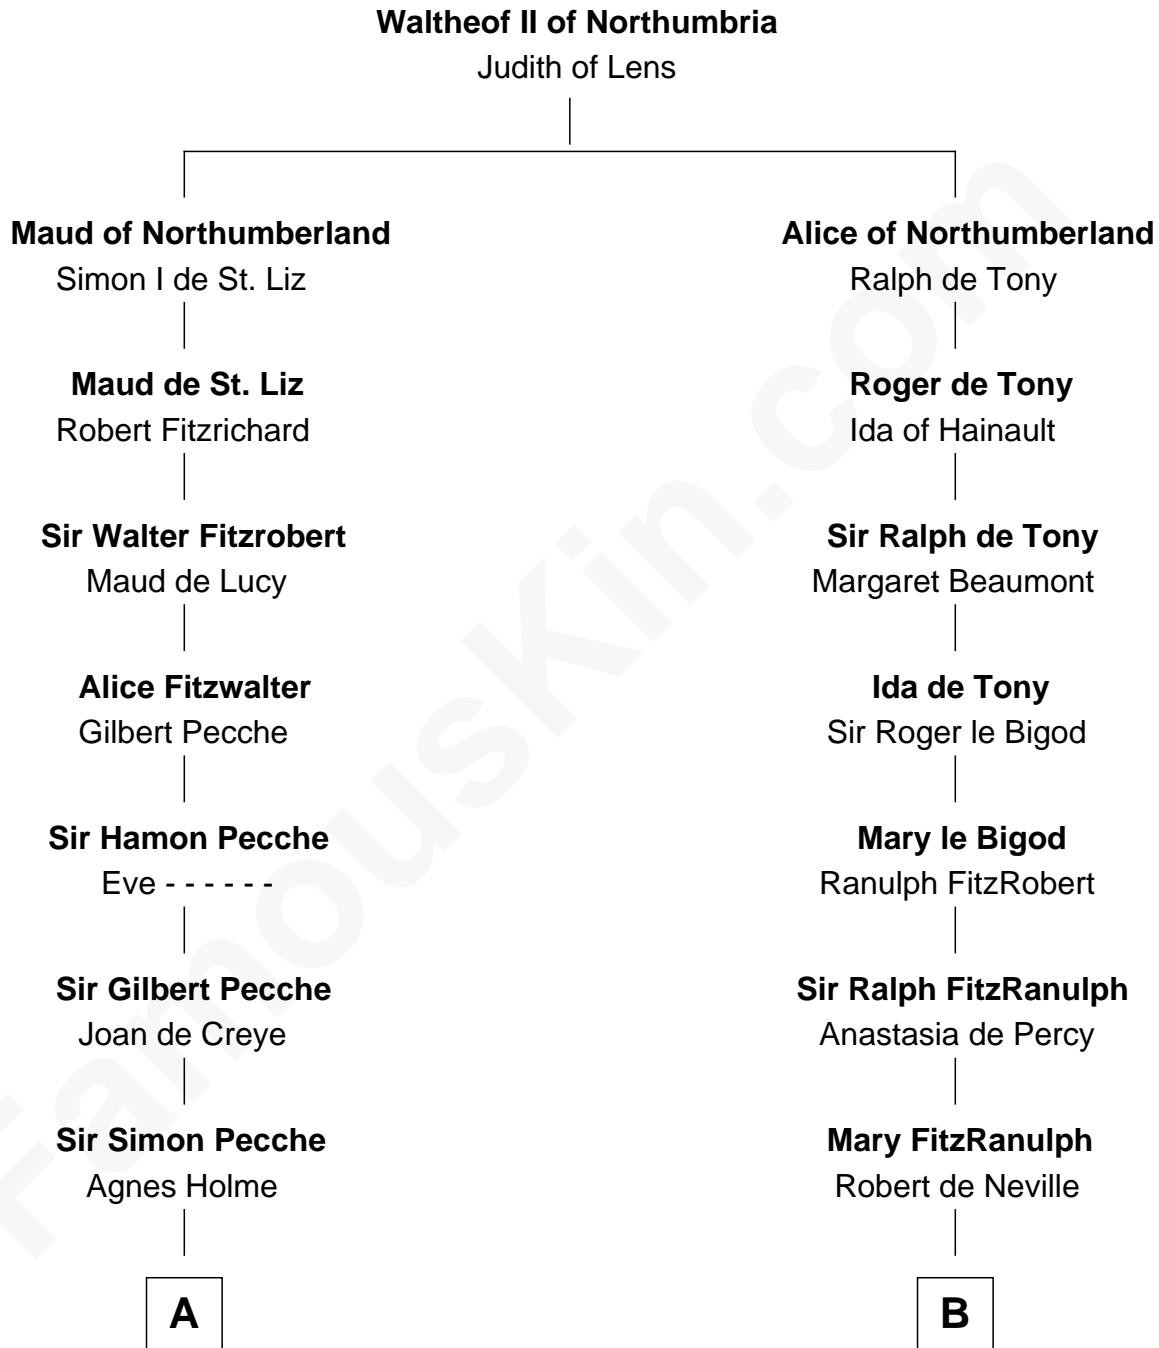 Waltheof II of Northumbria
Judith of Lens
Maud of Northumberland
Simon I de St. Liz
Alice of Northumberland
Ralph de Tony
Maud de St. Liz
Robert Fitzrichard
Roger de Tony
Ida of Hainault
Sir Walter Fitzrobert
Maud de Lucy
Sir Ralph de Tony
Margaret Beaumont
Alice Fitzwalter
Gilbert Pecche
Ida de Tony
Sir Roger le Bigod
Sir Hamon Pecche
Eve - - - - - -
Mary le Bigod
Ranulph FitzRobert
Sir Gilbert Pecche
Joan de Creye
Sir Ralph FitzRanulph
Anastasia de Percy
Sir Simon Pecche
Agnes Holme
Mary FitzRanulph
Robert de Neville
A
B
FamousKin.com